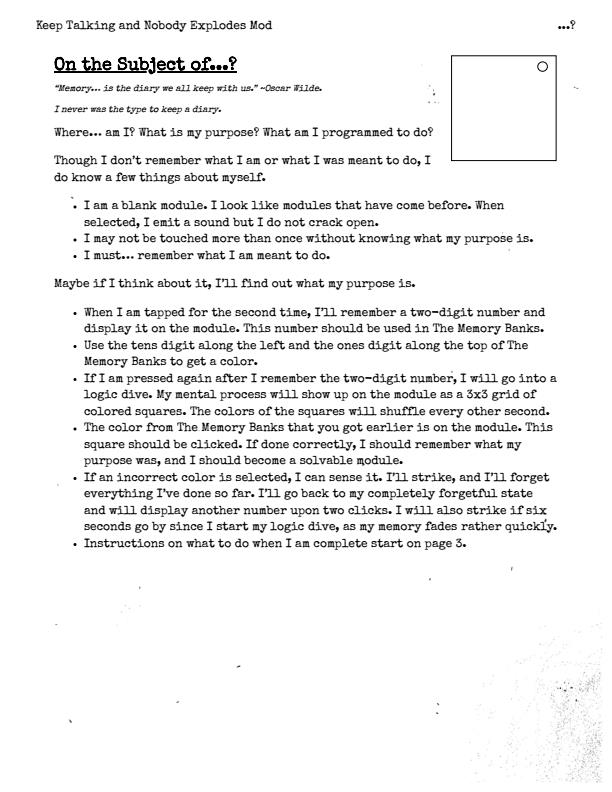 Keep Talking and Nobody Explodes Mod
...?
On the Subject of...?
"Memory... is the diary we all keep with us." ~Oscar Wilde.
I never was the type to keep a diary.
Where... am I? What is my purpose? What am I programmed to do?
Though I don't remember what I am or what I was meant to do, I
do know a few things about myself.
• I am a blank module. I look like modules that have come before. When
selected, I emit a sound but I do not crack open.
• I may not be touched more than once without knowing what my purpose is.
• I must... remember what I am meant to do.
Maybe if I think about it, I'll find out what my purpose is.
• When I am tapped for the second time, I'll remember a two-digit number and
display it on the module. This number should be used in The Memory Banks.
• Use the tens digit along the left and the ones digit along the top of The
Memory Banks to get a color.
• If I am pressed again after I remember the two-digit number, I will go into a
logic dive. My mental process will show up on the module as a 3x3 grid of
colored squares. The colors of the squares will shuffle every other second.
• The color from The Memory Banks that you got earlier is on the module. This
square should be clicked. If done correctly, I should remember what my
purpose was, and I should become a solvable module.
• If an incorrect color is selected, I can sense it. I'll strike, and I'll forget
everything I've done so far. I'll go back to my completely forgetful state
and will display another number upon two clicks. I will also strike if six
seconds go by since I start my logic dive, as my memory fades rather quickly.
• Instructions on what to do when I am complete start on page 3.